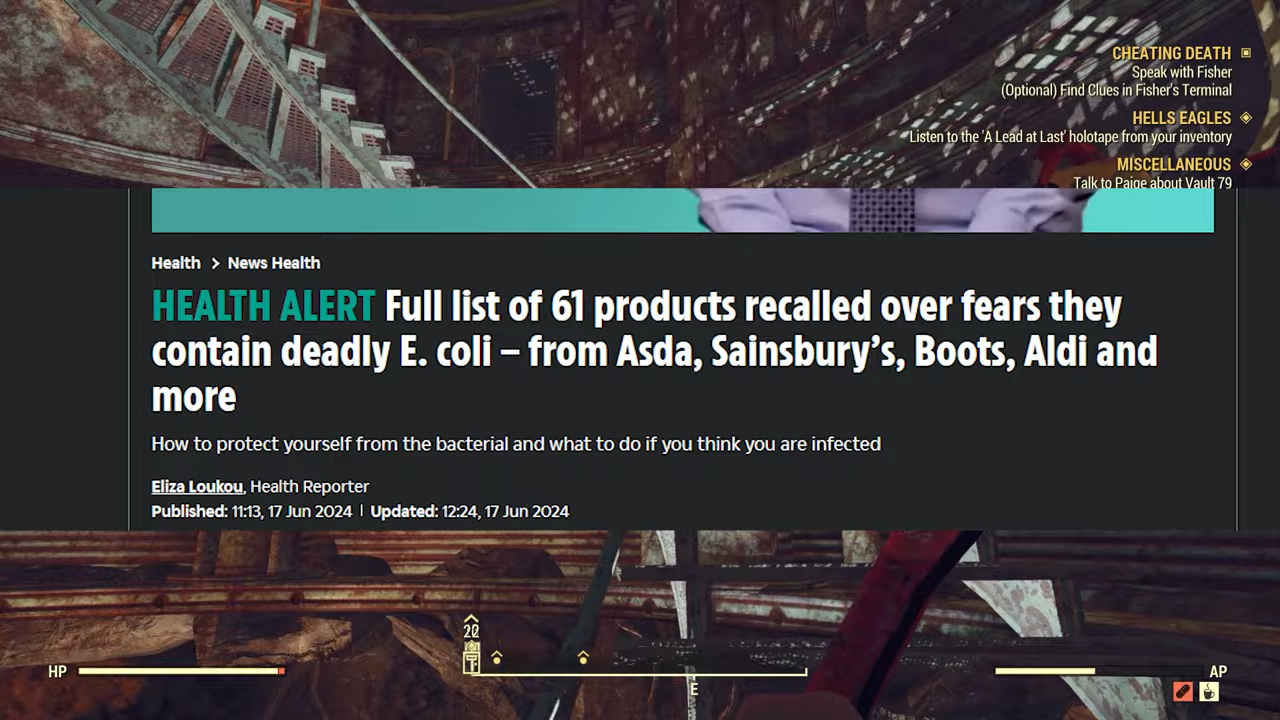 CHEATING DEATH
Speak with Fisher
(Optional) Find Clues in Fisher's Terminal
HELLS EAGLES
Listen to the 'A Lead at Last' holotape from your inventory
MISCELLANEOUS
Talk to Paige about Vault 79
Health > News Health
HEALTH ALERT Full list of 61 products recalled over fears they
contain deadly E. coli – from Asda, Sainsbury’s, Boots, Aldi and
more
How to protect yourself from the bacterial and what to do if you think you are infected
Eliza Loukou, Health Reporter
Published: 11:13, 17 Jun 2024 | Updated: 12:24, 17 Jun 2024
20
HP
AP
E